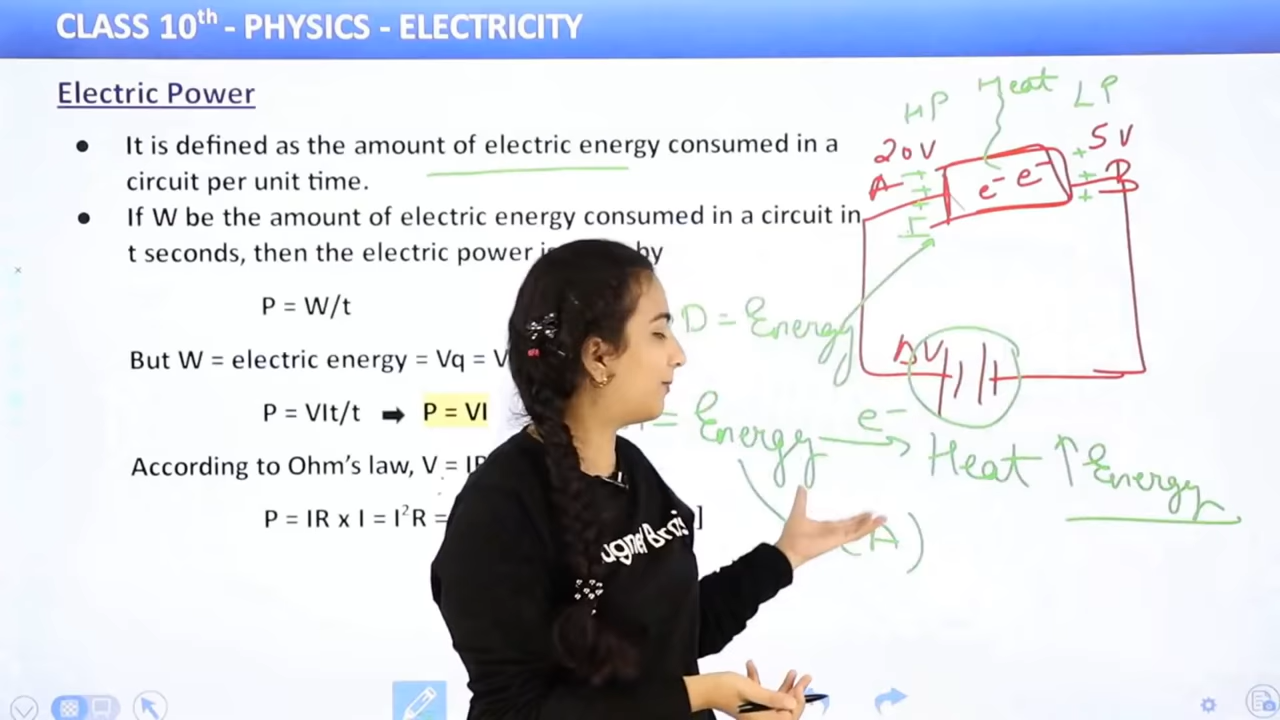 CLASS 10th - PHYSICS - ELECTRICITY
Electric Power
It is defined as the amount of electric energy consumed in a
circuit per unit time.
If W be the amount of electric energy consumed in a circuit in
t seconds, then the electric power by
P = W/t
But W = electric energy = Vq = V
P = VIt/t ➡ P = VI
According to Ohm's law, V = IR
P = IR x I = I²R = ]
Heat
HP
LP
20V
5V
A
B
e⁻ e⁻
+ + +
+ + +
I
D = Energy
ΔV
= Energy e⁻ → Heat ↑ Energy
(A)